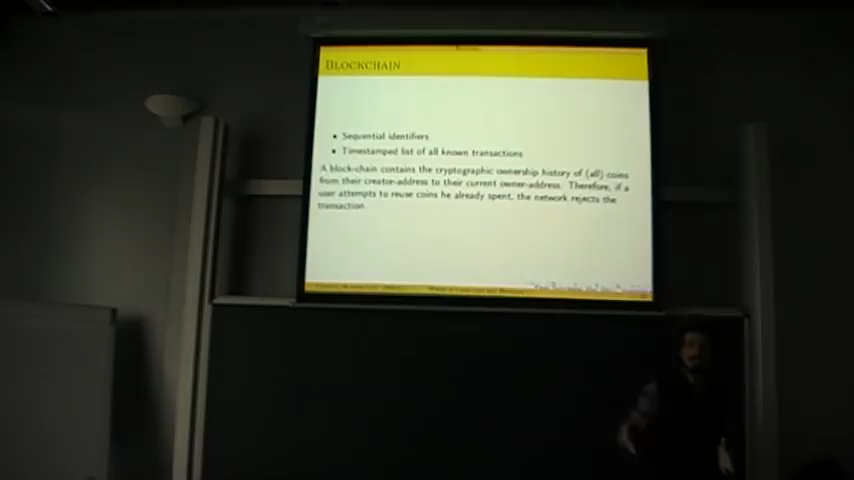 BLOCKCHAIN
• Sequential identifiers
• Timestamped list of all known transactions
A block-chain contains the cryptographic ownership history of (all) coins
from their creator-address to their current owner-address. Therefore, if a
user attempts to reuse coins he already spent, the network rejects the
transaction.